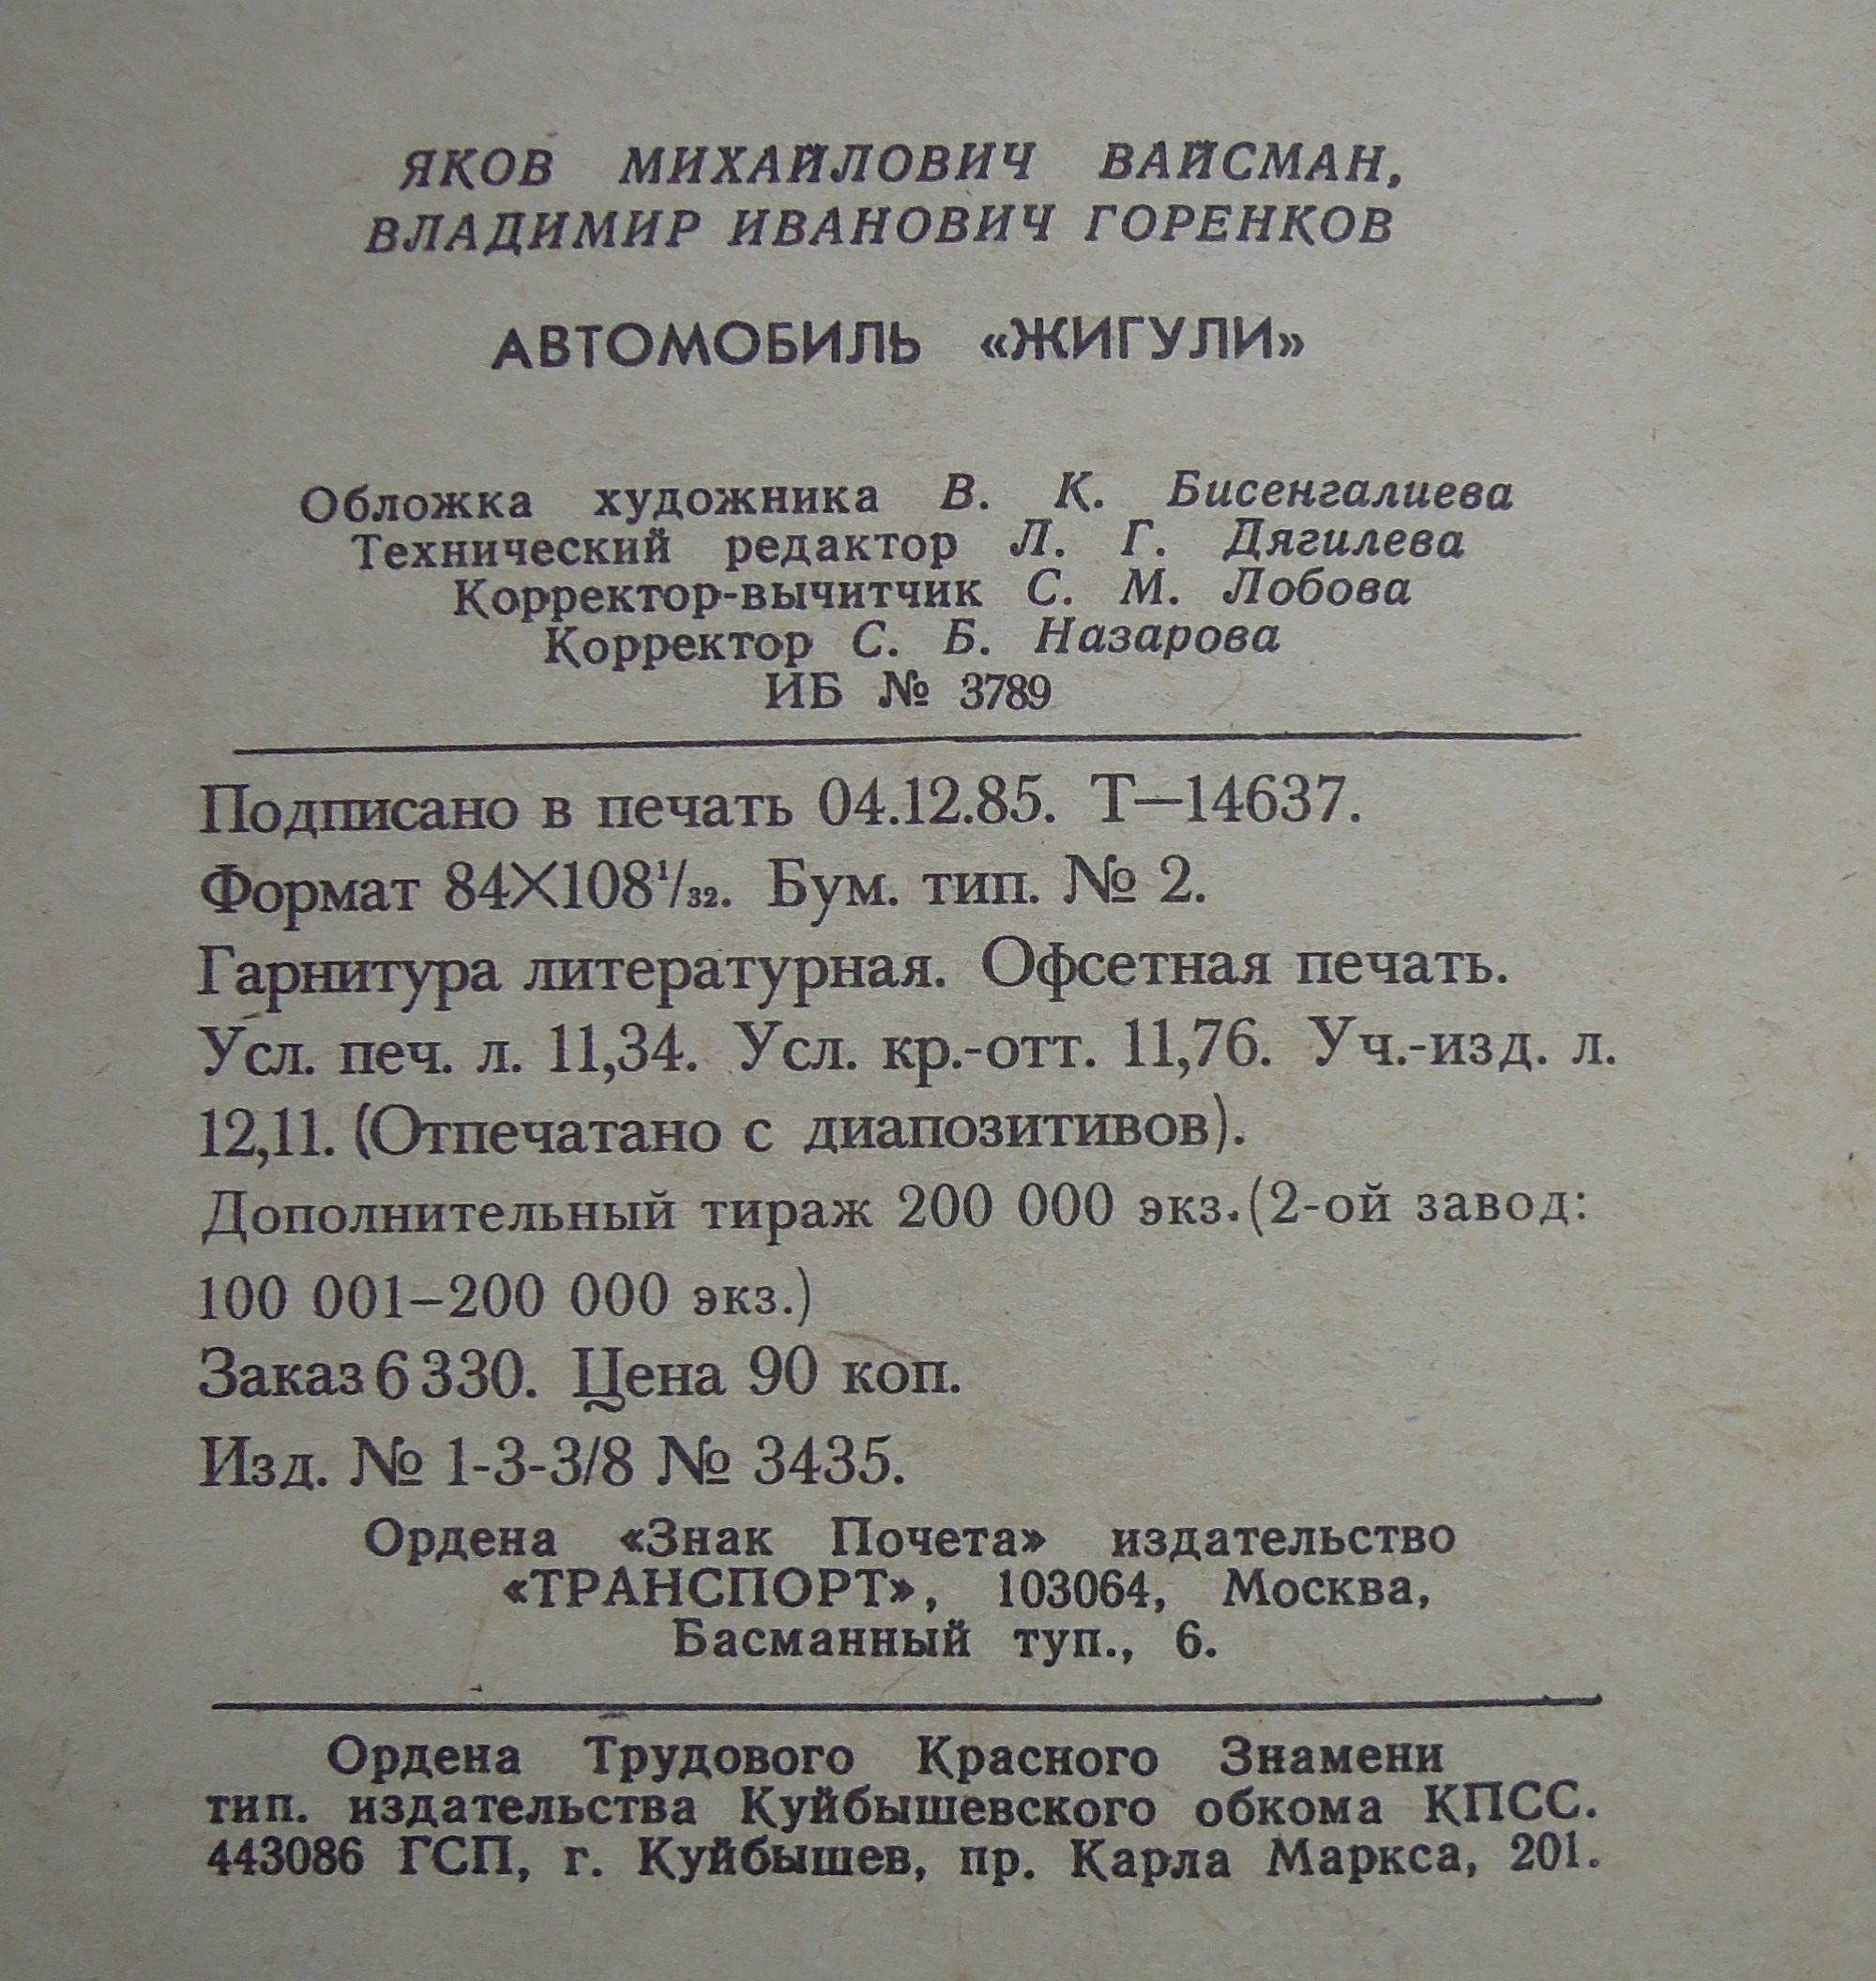 ЯКОВ МИХАЙЛОВИЧ ВАЙСМАН,
ВЛАДИМИР ИВАНОВИЧ ГОРЕНКОВ
АВТОМОБИЛЬ «ЖИГУЛИ»
Обложка художника В. К. Бисенгалиева
Технический редактор Л. Г. Дягилева
Корректор-вычитчик С. М. Лобова
Корректор С. Б. Назарова
ИБ № 3789
Подписано в печать 04.12.85. Т—14637.
Формат 84×108¹/₃₂. Бум. тип. № 2.
Гарнитура литературная. Офсетная печать.
Усл. печ. л. 11,34. Усл. кр.-отт. 11,76. Уч.-изд. л.
12,11. (Отпечатано с диапозитивов).
Дополнительный тираж 200 000 экз.(2-ой завод:
100 001–200 000 экз.)
Заказ 6330. Цена 90 коп.
Изд. № 1-3-3/8 № 3435.
Ордена «Знак Почета» издательство
«ТРАНСПОРТ», 103064, Москва,
Басманный туп., 6.
Ордена Трудового Красного Знамени
тип. издательства Куйбышевского обкома КПСС.
443086 ГСП, г. Куйбышев, пр. Карла Маркса, 201.